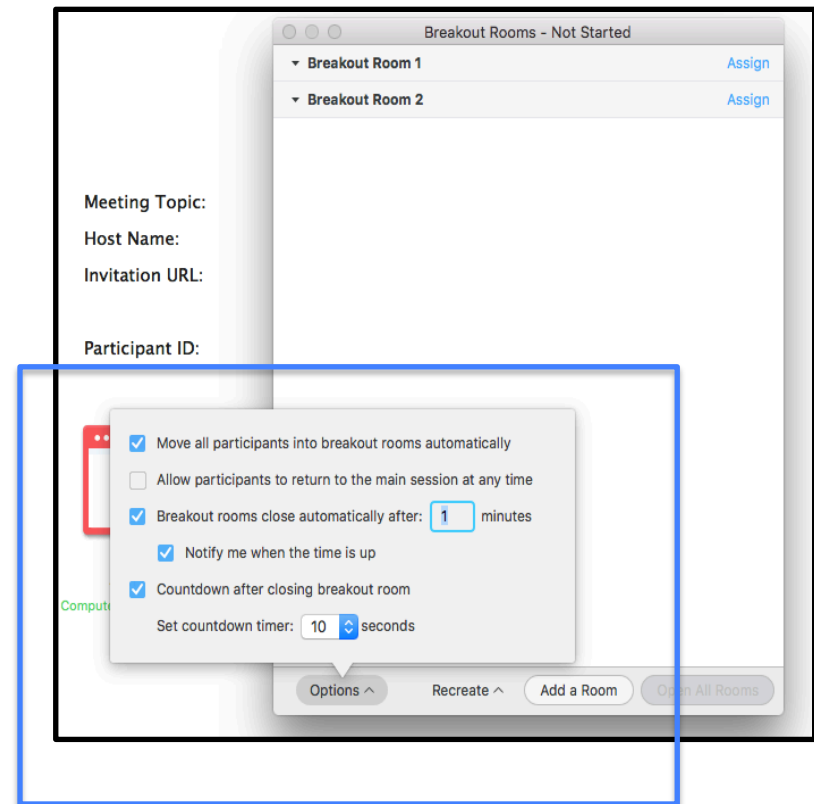 Breakout Rooms - Not Started
Breakout Room 1 Assign
Breakout Room 2 Assign
Meeting Topic:
Host Name:
Invitation URL:
Participant ID:
Move all participants into breakout rooms automatically
Allow participants to return to the main session at any time
Breakout rooms close automatically after: 1 minutes
Notify me when the time is up
Countdown after closing breakout room
Set countdown timer: 10 seconds
Options Recreate Add a Room Open All Rooms